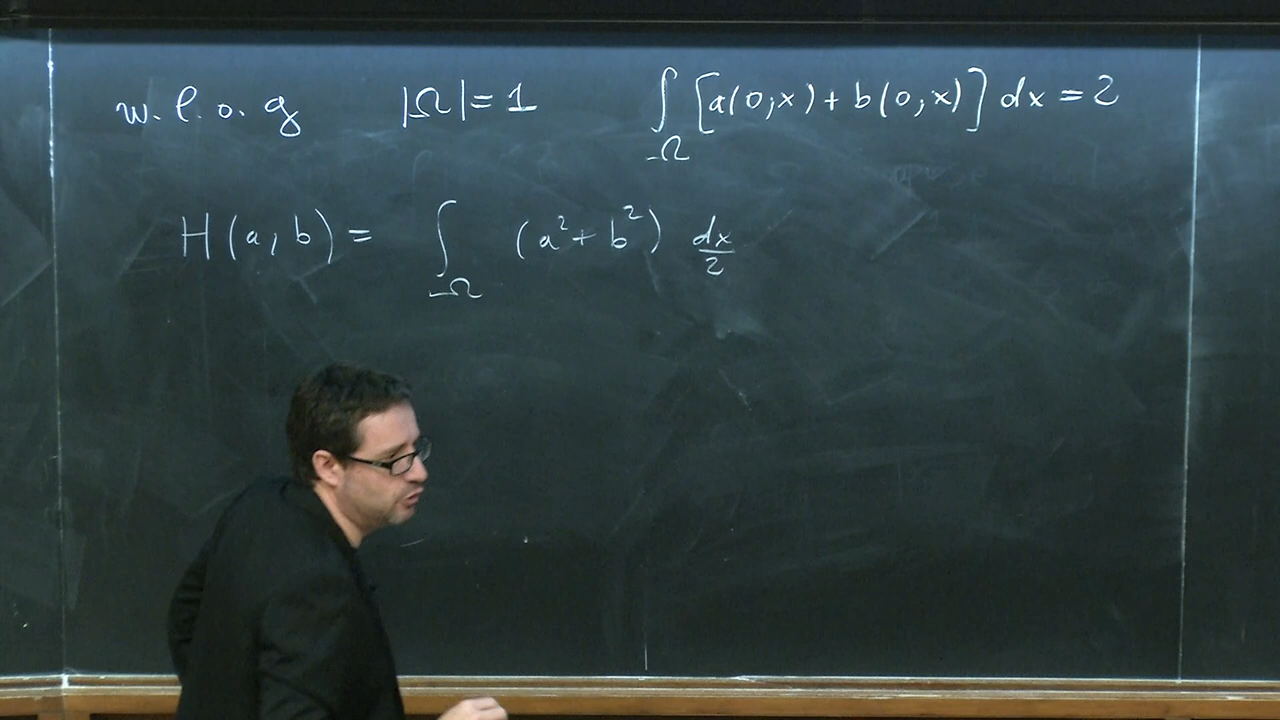 w.l.o.g |Ω|=1 ∫_Ω [a(0,x)+b(0,x)] dx = 2
H(a,b) = ∫_Ω (a²+b²) dx/2